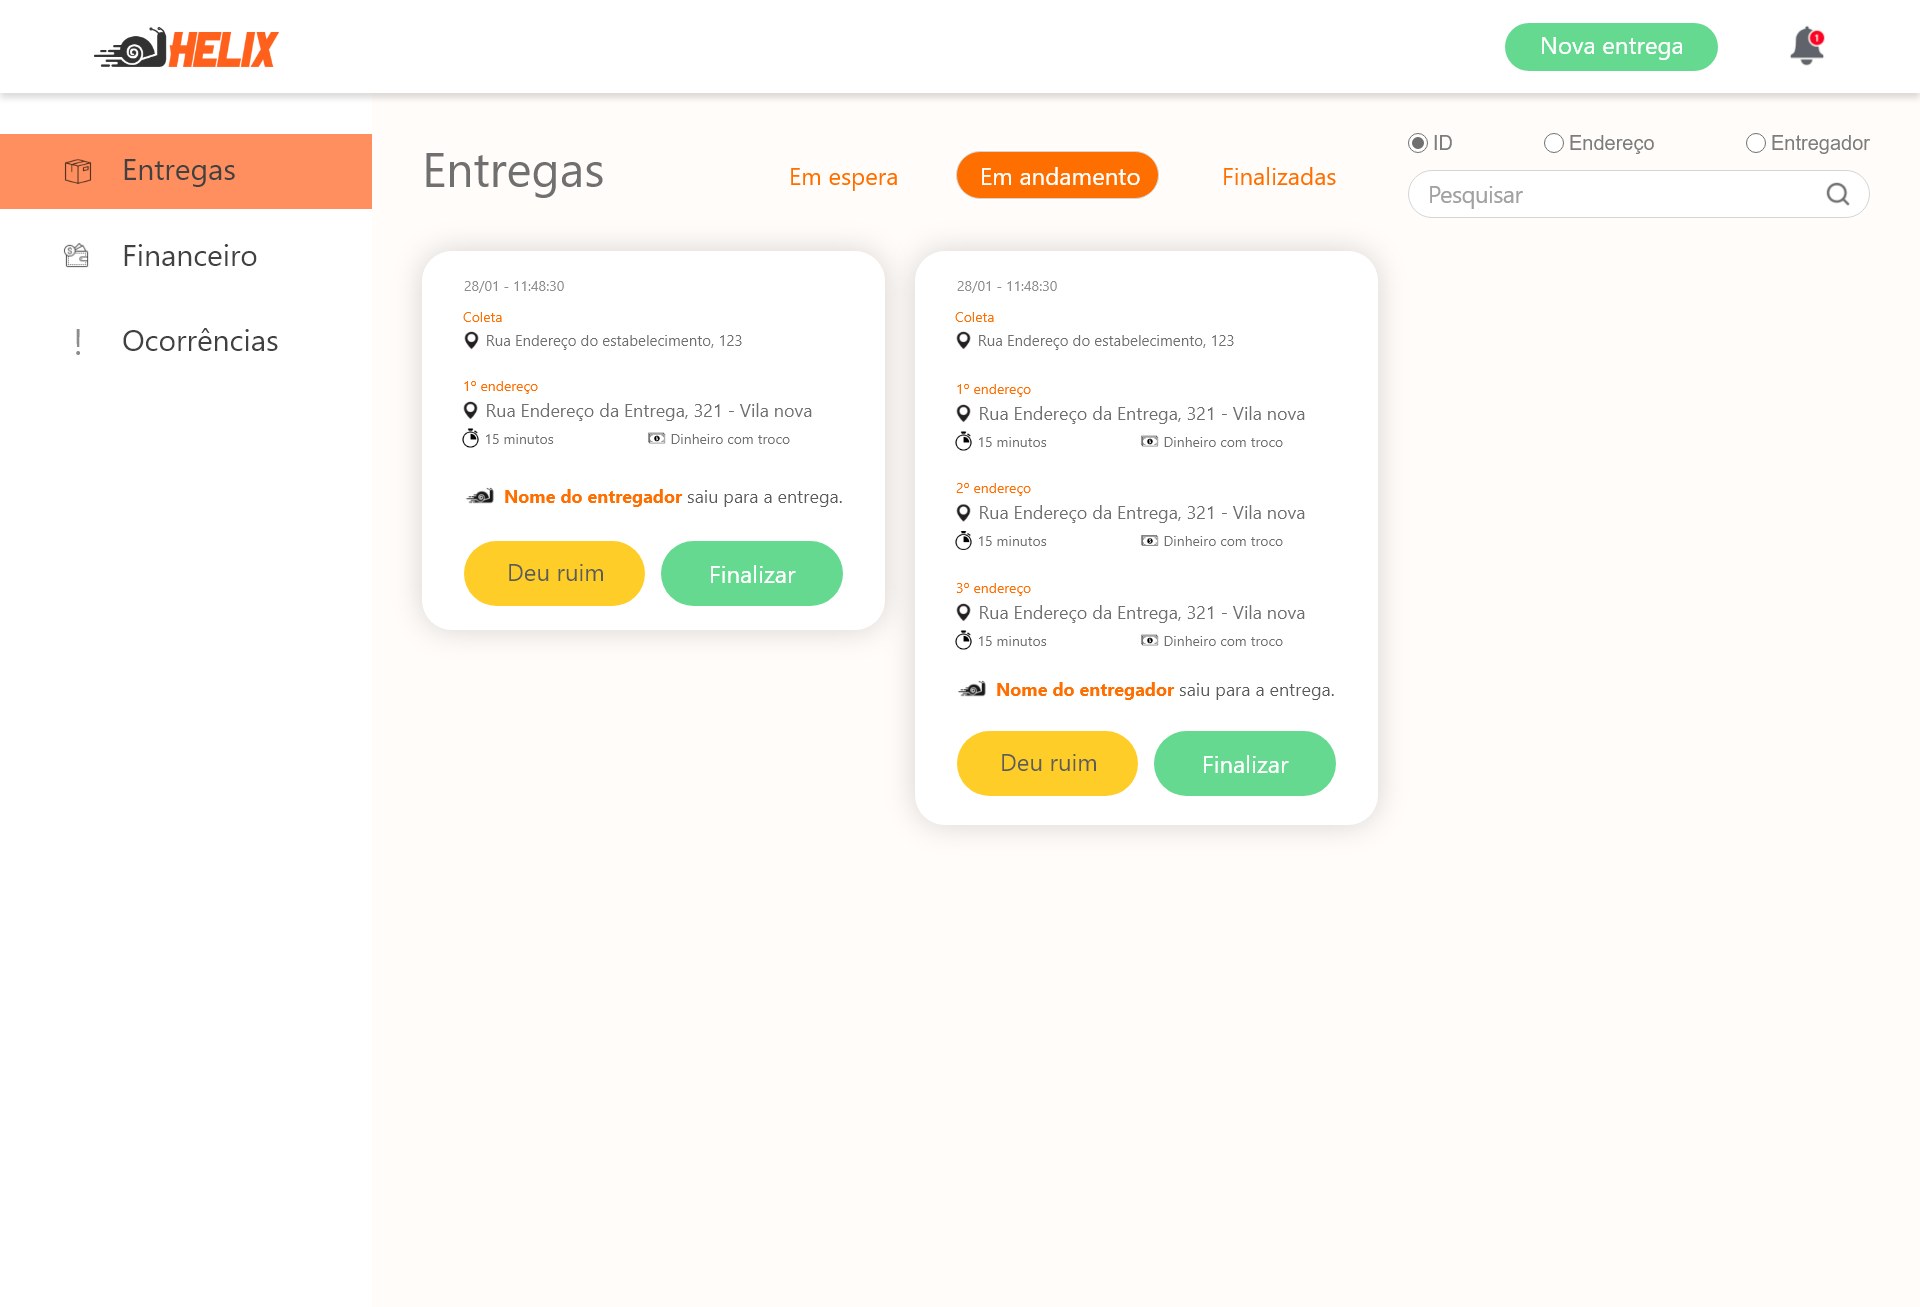 HELIX
Nova entrega
1
Entregas
Financeiro
Ocorrências
Entregas
Em espera
Em andamento
Finalizadas
ID
Endereço
Entregador
Pesquisar
28/01 - 11:48:30
Coleta
Rua Endereço do estabelecimento, 123
1º endereço
Rua Endereço da Entrega, 321 - Vila nova
15 minutos
Dinheiro com troco
Nome do entregador saiu para a entrega.
Deu ruim
Finalizar
28/01 - 11:48:30
Coleta
Rua Endereço do estabelecimento, 123
1º endereço
Rua Endereço da Entrega, 321 - Vila nova
15 minutos
Dinheiro com troco
2º endereço
Rua Endereço da Entrega, 321 - Vila nova
15 minutos
Dinheiro com troco
3º endereço
Rua Endereço da Entrega, 321 - Vila nova
15 minutos
Dinheiro com troco
Nome do entregador saiu para a entrega.
Deu ruim
Finalizar